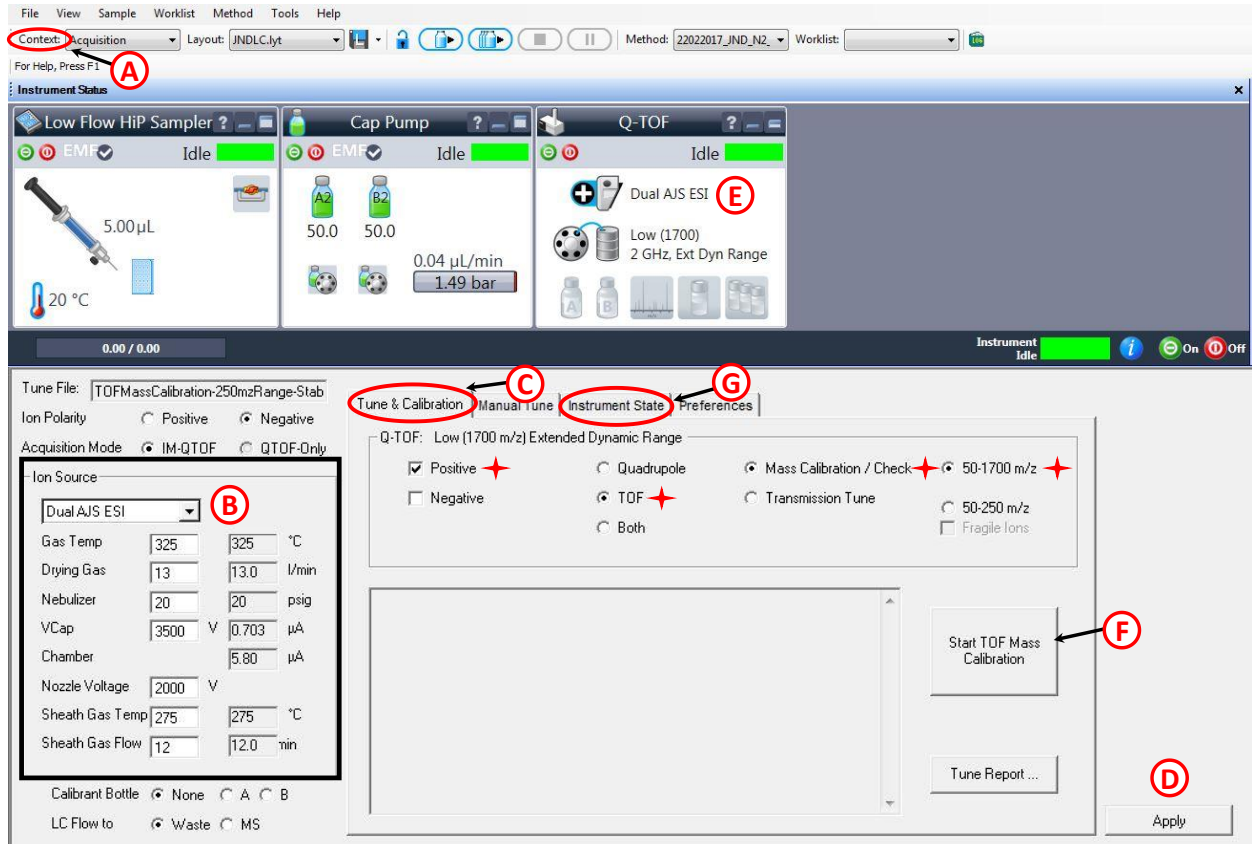 File View Sample Worklist Method Tools Help
Context: Acquisition Layout: JNDLC.lyt Method: 22022017_JND_N2_ Worklist:
For Help, Press F1
A
Instrument Status x
Low Flow HiP Sampler ? Cap Pump ? Q-TOF ?
EMF Idle EMF Idle Idle
A2 B2 Dual AJS ESI E
5.00 µL 50.0 50.0 Low (1700)
2 GHz, Ext Dyn Range
0.04 µL/min
1.49 bar
20 °C A B
0.00 / 0.00 Instrument Idle i On Off
Tune File: TOFMassCalibration-250mzRange-Stab
Ion Polarity Positive Negative
Acquisition Mode IM-QTOF QTOF-Only
Ion Source
Dual AJS ESI B
Gas Temp 325 325 °C
Drying Gas 13 13.0 l/min
Nebulizer 20 20 psig
VCap 3500 V 0.703 µA
Chamber 5.80 µA
Nozzle Voltage 2000 V
Sheath Gas Temp 275 275 °C
Sheath Gas Flow 12 12.0 min
Calibrant Bottle None A B
LC Flow to Waste MS
C G
Tune & Calibration Manual Tune Instrument State Preferences
Q-TOF: Low (1700 m/z) Extended Dynamic Range
Positive Quadrupole Mass Calibration / Check 50-1700 m/z
Negative TOF Transmission Tune 50-250 m/z
Both Fragile Ions
F
Start TOF Mass
Calibration
Tune Report ...
D
Apply